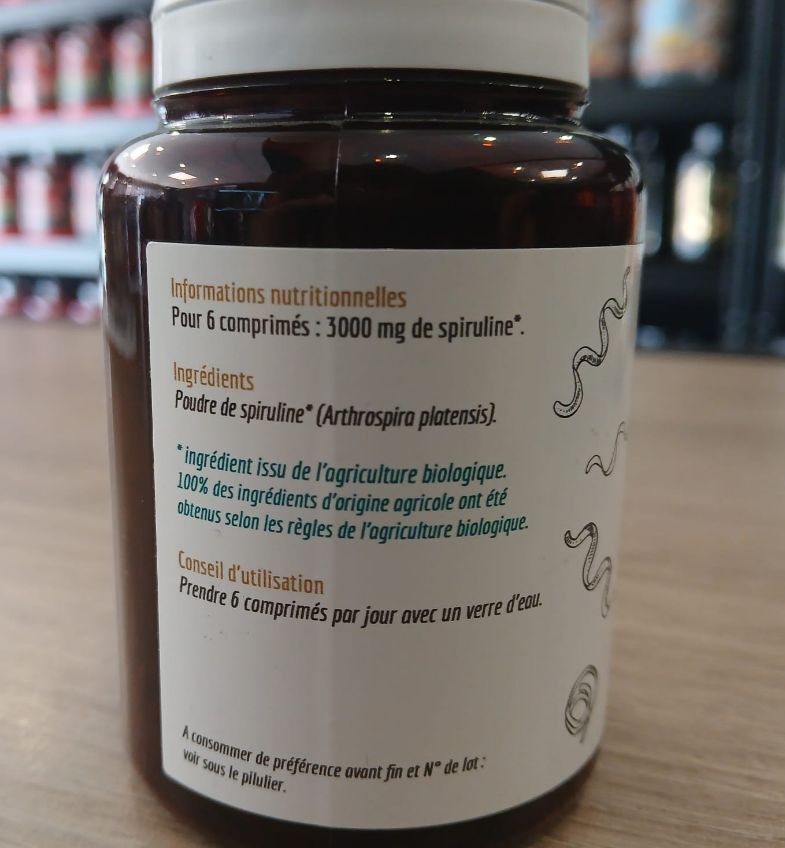 Informations nutritionnelles
Pour 6 comprimés : 3000 mg de spiruline*.
Ingrédients
Poudre de spiruline* (Arthrospira platensis).
*ingrédient issu de l'agriculture biologique.
100% des ingrédients d'origine agricole ont été
obtenus selon les règles de l'agriculture biologique.
Conseil d'utilisation
Prendre 6 comprimés par jour avec un verre d'eau.
A consommer de préférence avant fin et N° de lot :
voir sous le pilulier.